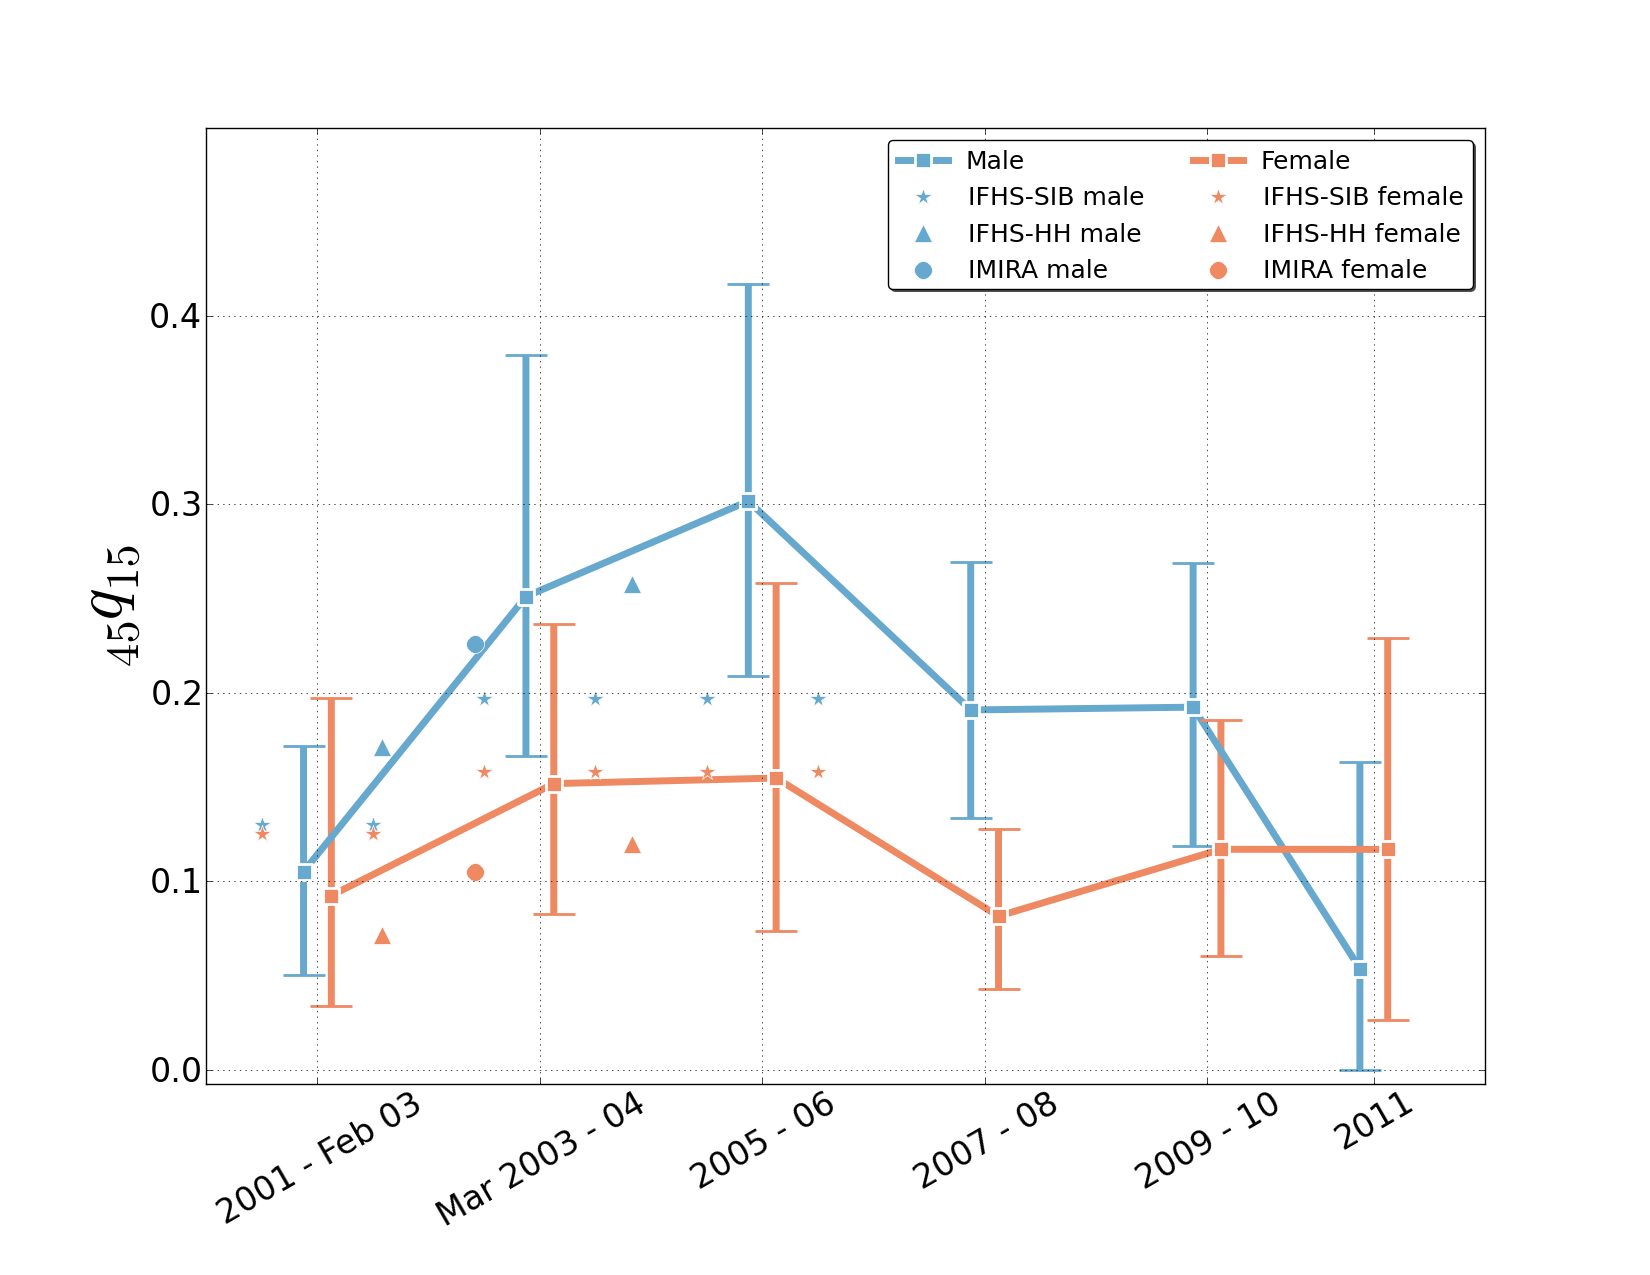 Male Female
IFHS-SIB male IFHS-SIB female
IFHS-HH male IFHS-HH female
IMIRA male IMIRA female
0.4
0.3
0.2
0.1
0.0
45q15
2001 - Feb 03
Mar 2003 - 04
2005 - 06
2007 - 08
2009 - 10
2011